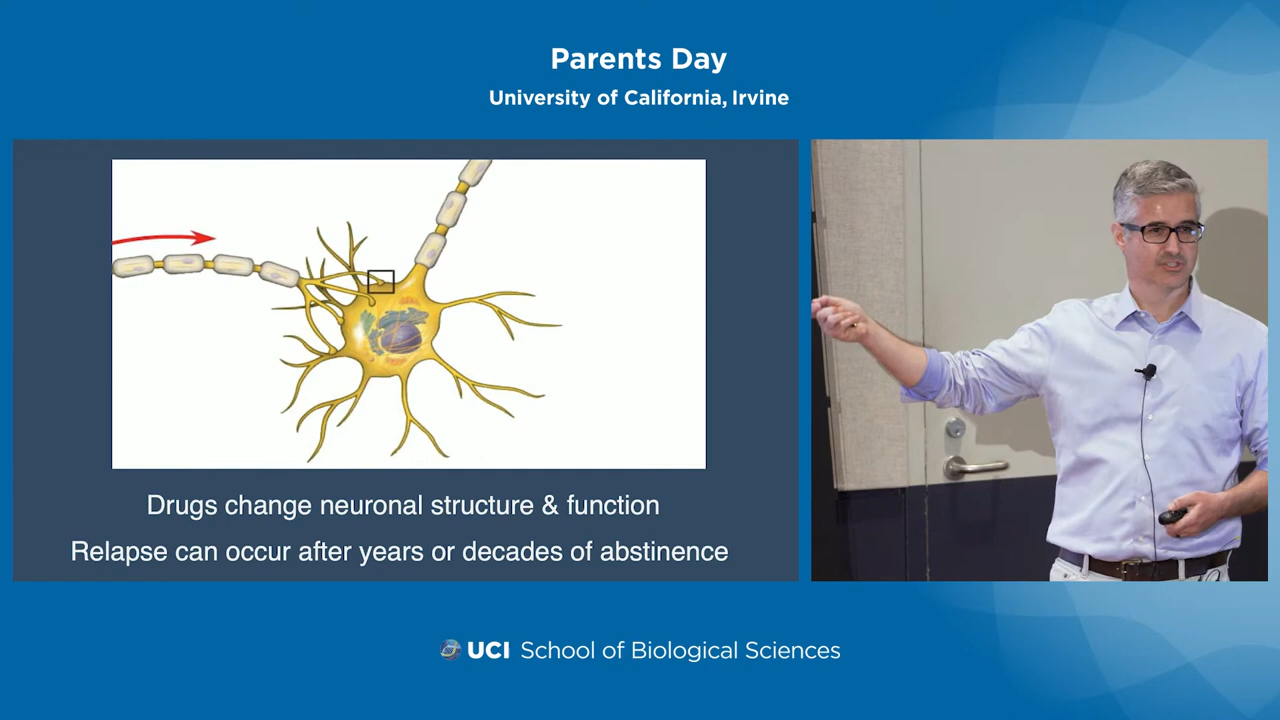 Parents Day
University of California, Irvine
Drugs change neuronal structure & function
Relapse can occur after years or decades of abstinence
UCI School of Biological Sciences